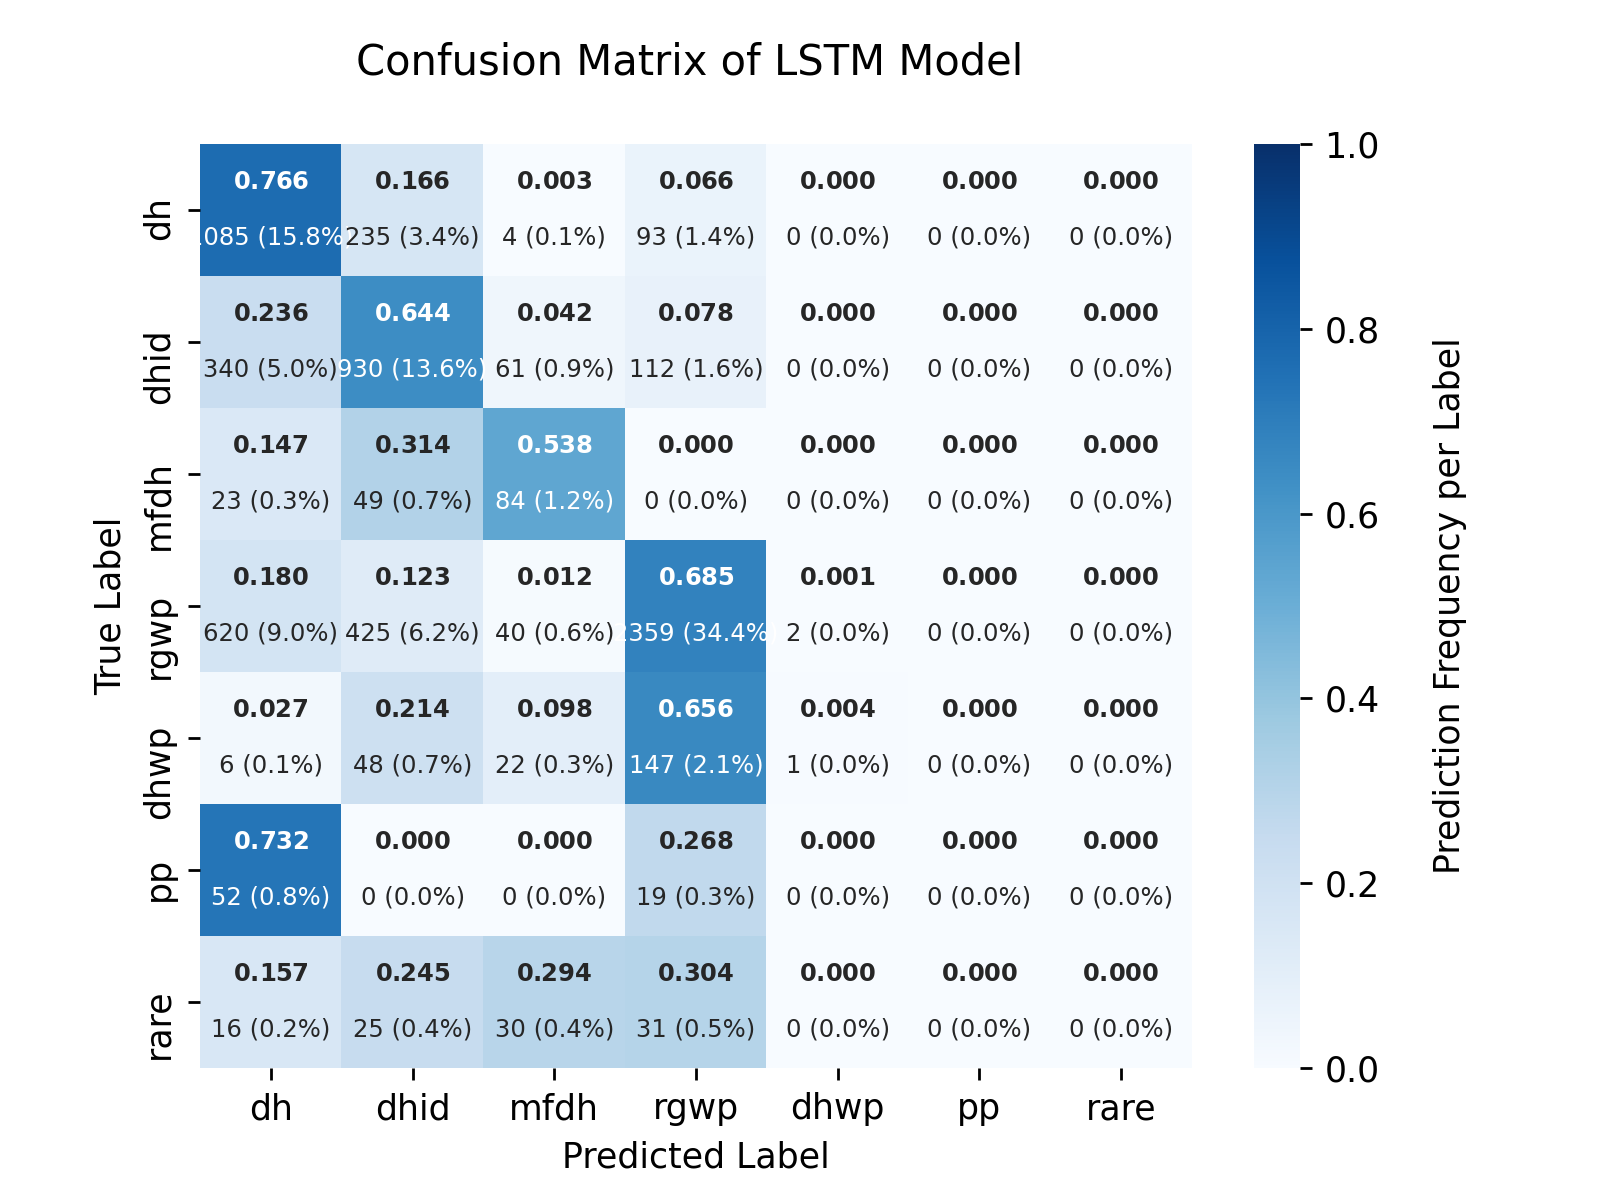 Confusion Matrix of LSTM Model
0.766 0.166 0.003 0.066 0.000 0.000 0.000
dh 1085 (15.8%) 235 (3.4%) 4 (0.1%) 93 (1.4%) 0 (0.0%) 0 (0.0%) 0 (0.0%)
0.236 0.644 0.042 0.078 0.000 0.000 0.000
dhid 340 (5.0%) 930 (13.6%) 61 (0.9%) 112 (1.6%) 0 (0.0%) 0 (0.0%) 0 (0.0%)
0.147 0.314 0.538 0.000 0.000 0.000 0.000
mfdh 23 (0.3%) 49 (0.7%) 84 (1.2%) 0 (0.0%) 0 (0.0%) 0 (0.0%) 0 (0.0%)
0.180 0.123 0.012 0.685 0.001 0.000 0.000
rgwp 620 (9.0%) 425 (6.2%) 40 (0.6%) 2359 (34.4%) 2 (0.0%) 0 (0.0%) 0 (0.0%)
0.027 0.214 0.098 0.656 0.004 0.000 0.000
dhwp 6 (0.1%) 48 (0.7%) 22 (0.3%) 147 (2.1%) 1 (0.0%) 0 (0.0%) 0 (0.0%)
0.732 0.000 0.000 0.268 0.000 0.000 0.000
pp 52 (0.8%) 0 (0.0%) 0 (0.0%) 19 (0.3%) 0 (0.0%) 0 (0.0%) 0 (0.0%)
0.157 0.245 0.294 0.304 0.000 0.000 0.000
rare 16 (0.2%) 25 (0.4%) 30 (0.4%) 31 (0.5%) 0 (0.0%) 0 (0.0%) 0 (0.0%)
dh dhid mfdh rgwp dhwp pp rare
Predicted Label
True Label
1.0
0.8
0.6
0.4
0.2
0.0
Prediction Frequency per Label